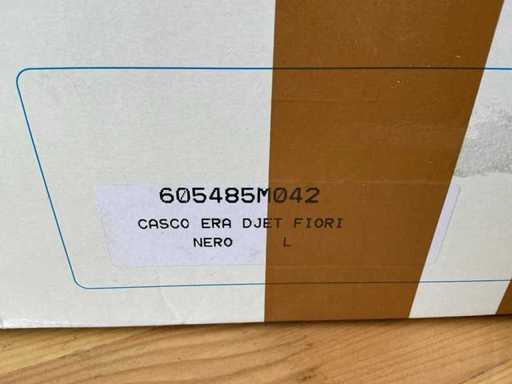 605485M042
CASCO ERA DJET FIORI
NERO L